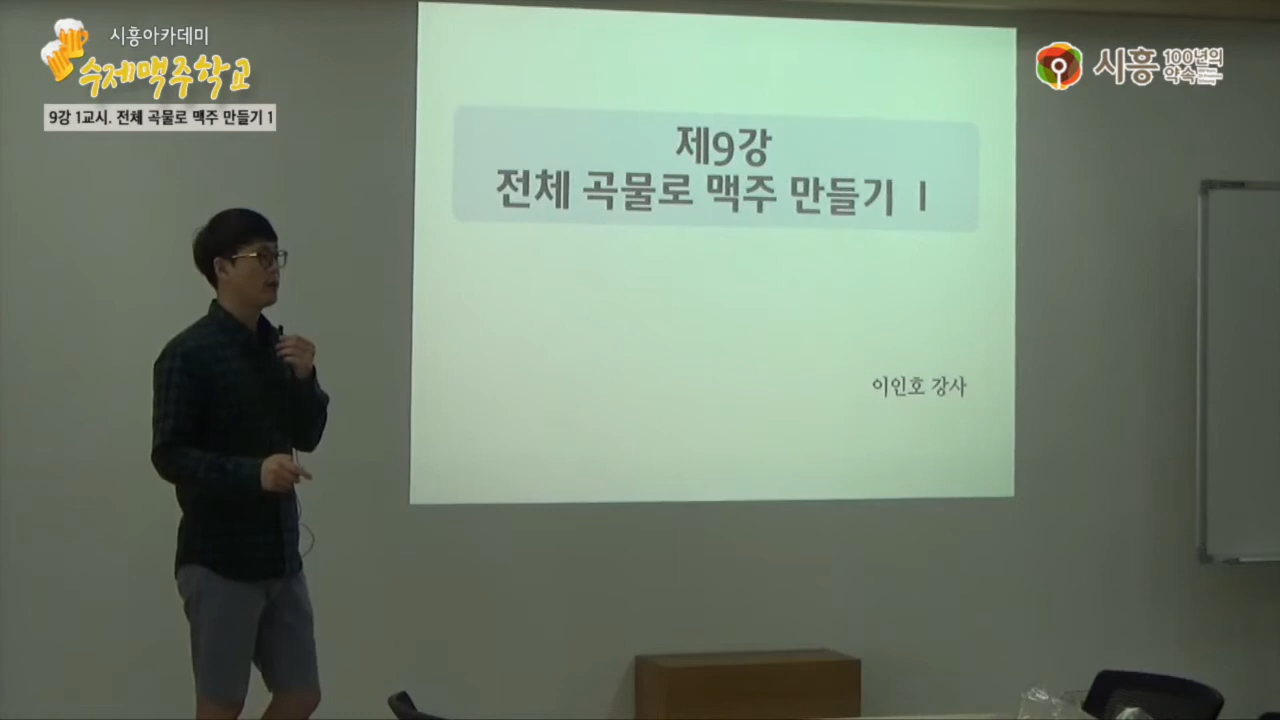 시흥아카데미
수제맥주학교
9강 1교시. 전체 곡물로 맥주 만들기 1
시흥 100년의
약속
제9강
전체 곡물로 맥주 만들기 Ⅰ
이인호 강사